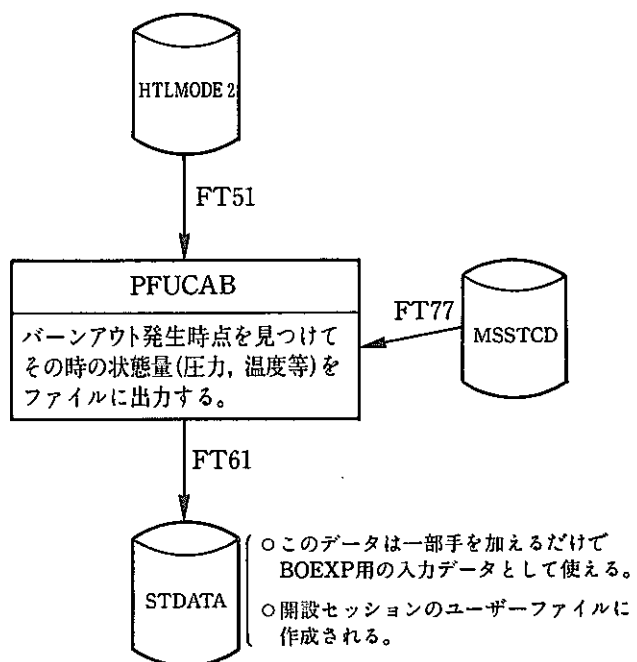 HTLMODE 2
FT51
PFUCAB
バーンアウト発生時点を見つけて
その時の状態量(圧力, 温度等)を
ファイルに出力する。
FT77
MSSTCD
FT61
STDATA
○このデータは一部手を加えるだけで
BOEXP用の入力データとして使える。
○開設セッションのユーザーファイルに
作成される。